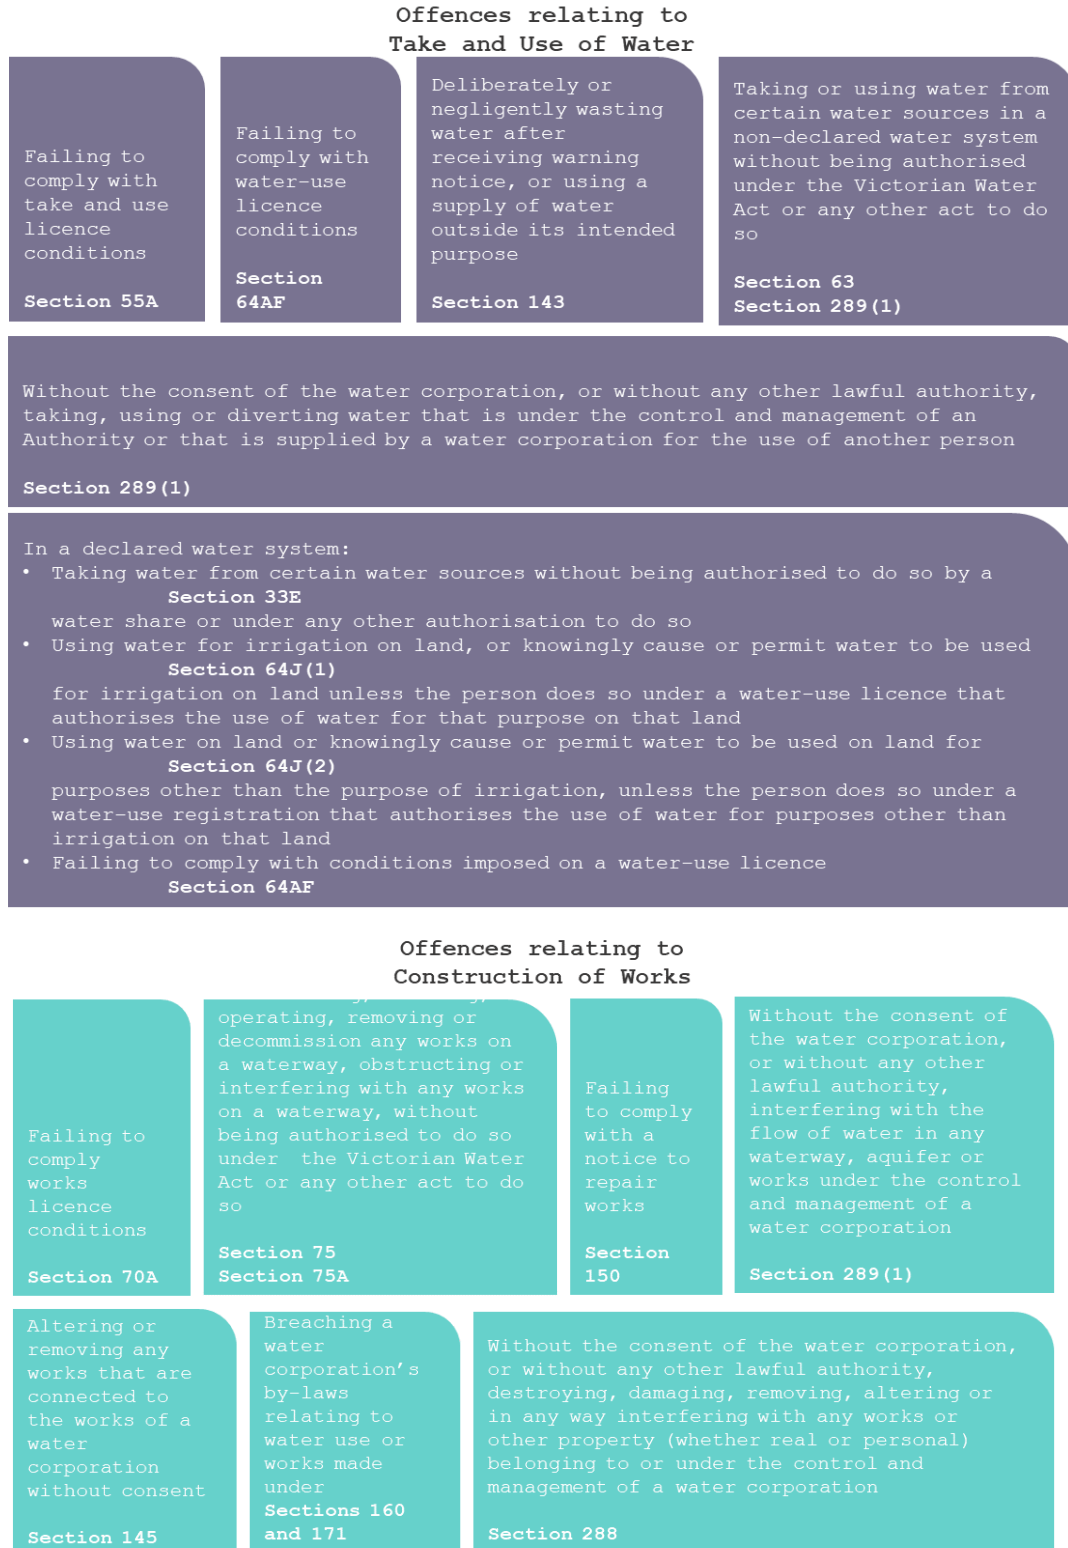 Offences relating to
Take and Use of Water
Failing to
comply with
take and use
licence
conditions
Section 55A
Failing to
comply with
water-use
licence
conditions
Section
64AF
Deliberately or
negligently wasting
water after
receiving warning
notice, or using a
supply of water
outside its intended
purpose
Section 143
Taking or using water from
certain water sources in a
non-declared water system
without being authorised
under the Victorian Water
Act or any other act to do
so
Section 63
Section 289(1)
Without the consent of the water corporation, or without any other lawful authority,
taking, using or diverting water that is under the control and management of an
Authority or that is supplied by a water corporation for the use of another person
Section 289(1)
In a declared water system:
• Taking water from certain water sources without being authorised to do so by a
Section 33E
water share or under any other authorisation to do so
• Using water for irrigation on land, or knowingly cause or permit water to be used
Section 64J(1)
for irrigation on land unless the person does so under a water-use licence that
authorises the use of water for that purpose on that land
• Using water on land or knowingly cause or permit water to be used on land for
Section 64J(2)
purposes other than the purpose of irrigation, unless the person does so under a
water-use registration that authorises the use of water for purposes other than
irrigation on that land
• Failing to comply with conditions imposed on a water-use licence
Section 64AF
Offences relating to
Construction of Works
Failing to
comply
works
licence
conditions
Section 70A
operating, removing or
decommission any works on
a waterway, obstructing or
interfering with any works
on a waterway, without
being authorised to do so
under the Victorian Water
Act or any other act to do
so
Section 75
Section 75A
Failing
to comply
with a
notice to
repair
works
Section
150
Without the consent of
the water corporation,
or without any other
lawful authority,
interfering with the
flow of water in any
waterway, aquifer or
works under the control
and management of a
water corporation
Section 289(1)
Altering or
removing any
works that are
connected to
the works of a
water
corporation
without consent
Section 145
Breaching a
water
corporation's
by-laws
relating to
water use or
works made
under
Sections 160
and 171
Without the consent of the water corporation,
or without any other lawful authority,
destroying, damaging, removing, altering or
in any way interfering with any works or
other property (whether real or personal)
belonging to or under the control and
management of a water corporation
Section 288